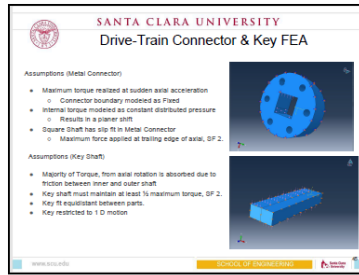 SANTA CLARA UNIVERSITY
Drive-Train Connector & Key FEA
Assumptions (Metal Connector)
Maximum torque realized at sudden axial acceleration
Connector boundary modeled as Fixed
Internal torque modeled as constant distributed pressure
Results in a planer shift
Square Shaft has slip fit in Metal Connector
Maximum force applied at trailing edge of axial, SF 2.
Assumptions (Key Shaft)
Majority of Torque, from axial rotation is absorbed due to
friction between inner and outer shaft
Key shaft must maintain at least ⅓ maximum torque, SF 2.
Key fit equidistant between parts.
Key restricted to 1 D motion
www.scu.edu
SCHOOL OF ENGINEERING
Santa Clara